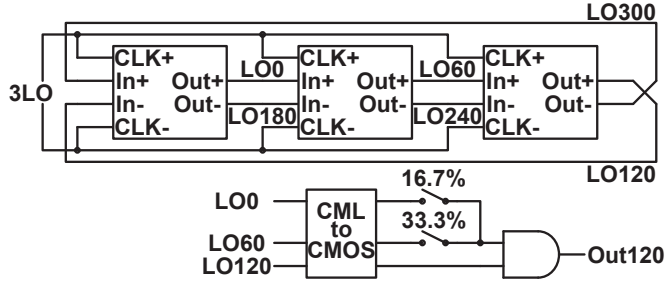 LO300
CLK+ CLK+ CLK+
In+ Out+ LO0 In+ Out+ LO60 In+ Out+
3LO In- Out- In- Out- In- Out-
CLK- LO180 CLK- LO240 CLK-
LO120
16.7%
LO0 CML
to 33.3%
LO60 CMOS
LO120 Out120